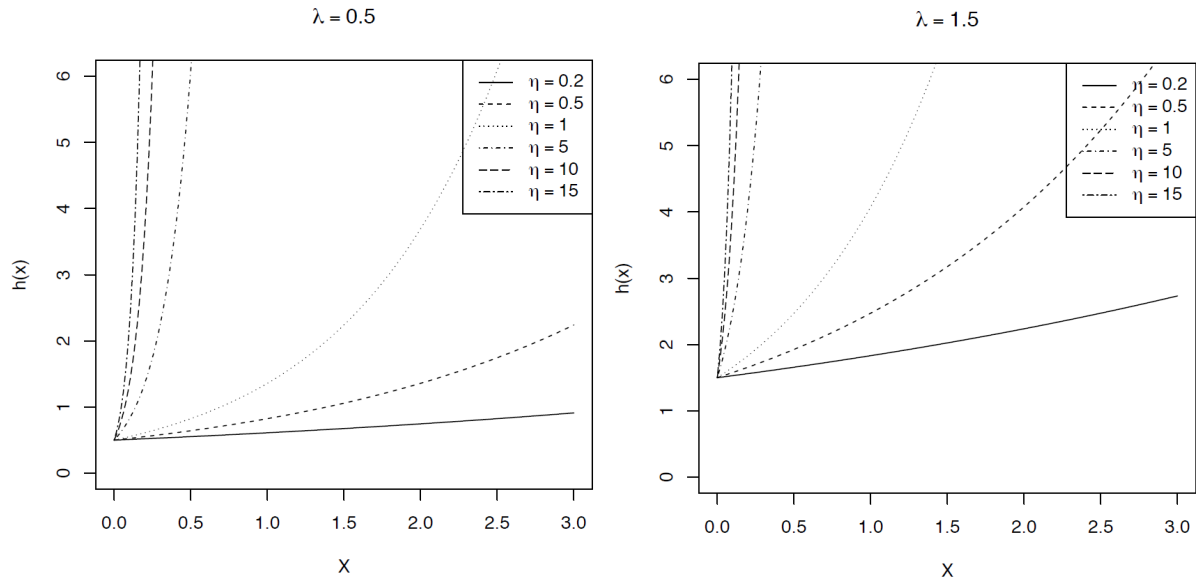 λ = 0.5
h(x)
6
5
4
3
2
1
0
η = 0.2
η = 0.5
η = 1
η = 5
η = 10
η = 15
0.0 0.5 1.0 1.5 2.0 2.5 3.0
X
λ = 1.5
h(x)
6
5
4
3
2
1
0
η = 0.2
η = 0.5
η = 1
η = 5
η = 10
η = 15
0.0 0.5 1.0 1.5 2.0 2.5 3.0
X